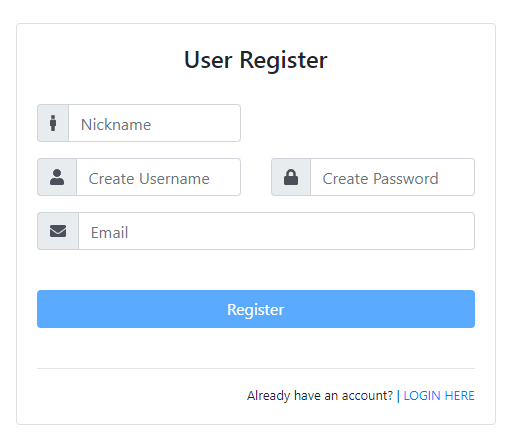 User Register
Nickname
Create Username
Create Password
Email
Register
Already have an account? | LOGIN HERE